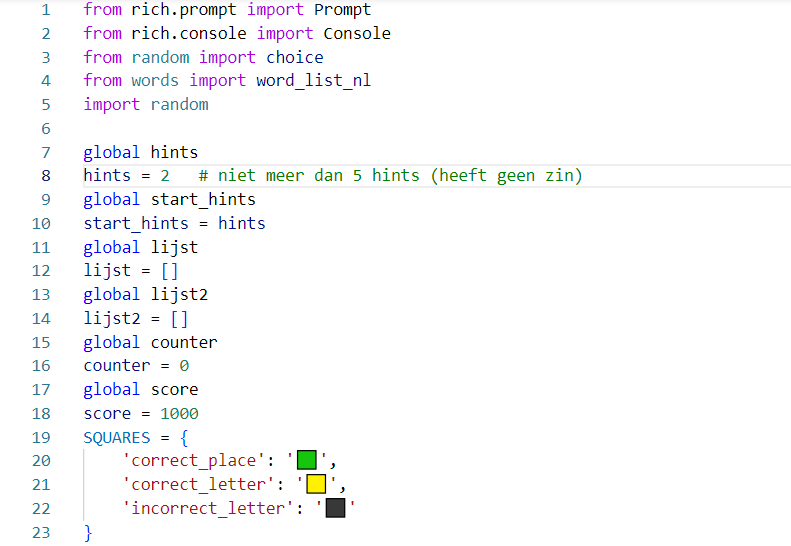 1 from rich.prompt import Prompt
2 from rich.console import Console
3 from random import choice
4 from words import word_list_nl
5 import random
6
7 global hints
8 hints = 2   # niet meer dan 5 hints (heeft geen zin)
9 global start_hints
10 start_hints = hints
11 global lijst
12 lijst = []
13 global lijst2
14 lijst2 = []
15 global counter
16 counter = 0
17 global score
18 score = 1000
19 SQUARES = {
20     'correct_place': '🟩',
21     'correct_letter': '🟨',
22     'incorrect_letter': '⬛'
23 }